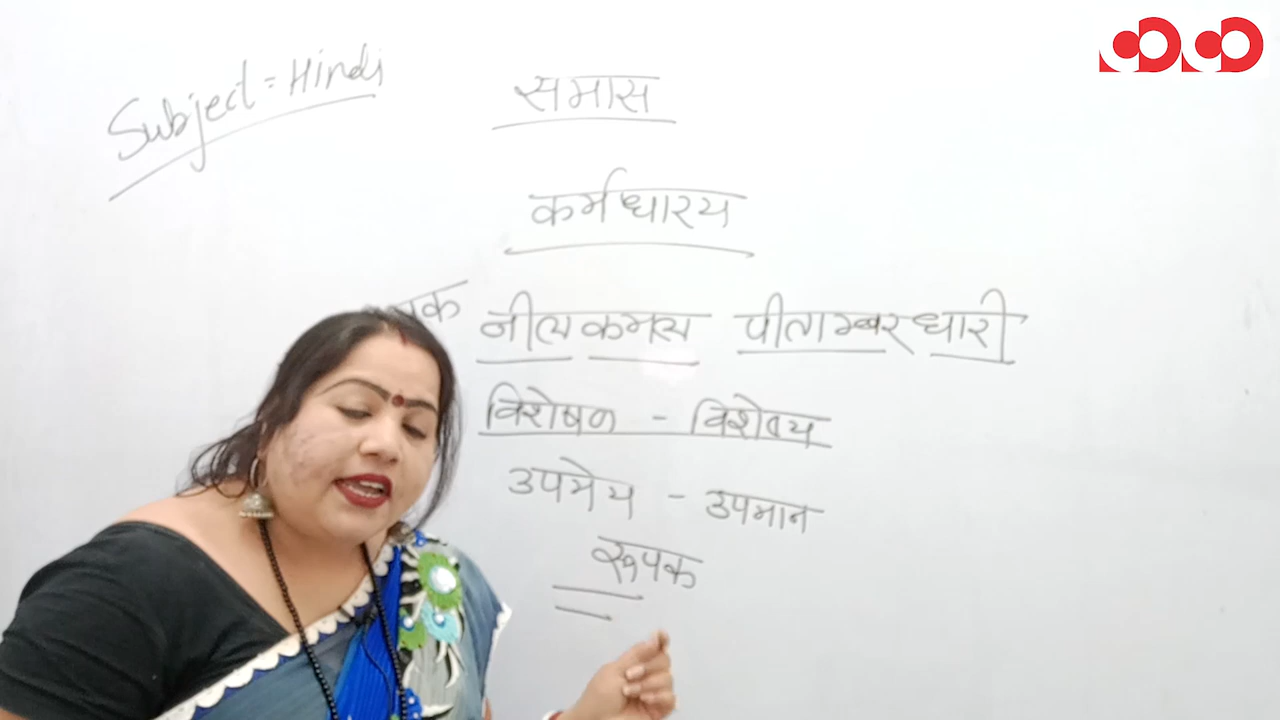 Subject = Hindi
समास
कर्मधारय
नीलकमल पीताम्बरधारी
विशेषण - विशेष्य
उपमेय - उपमान
रूपक